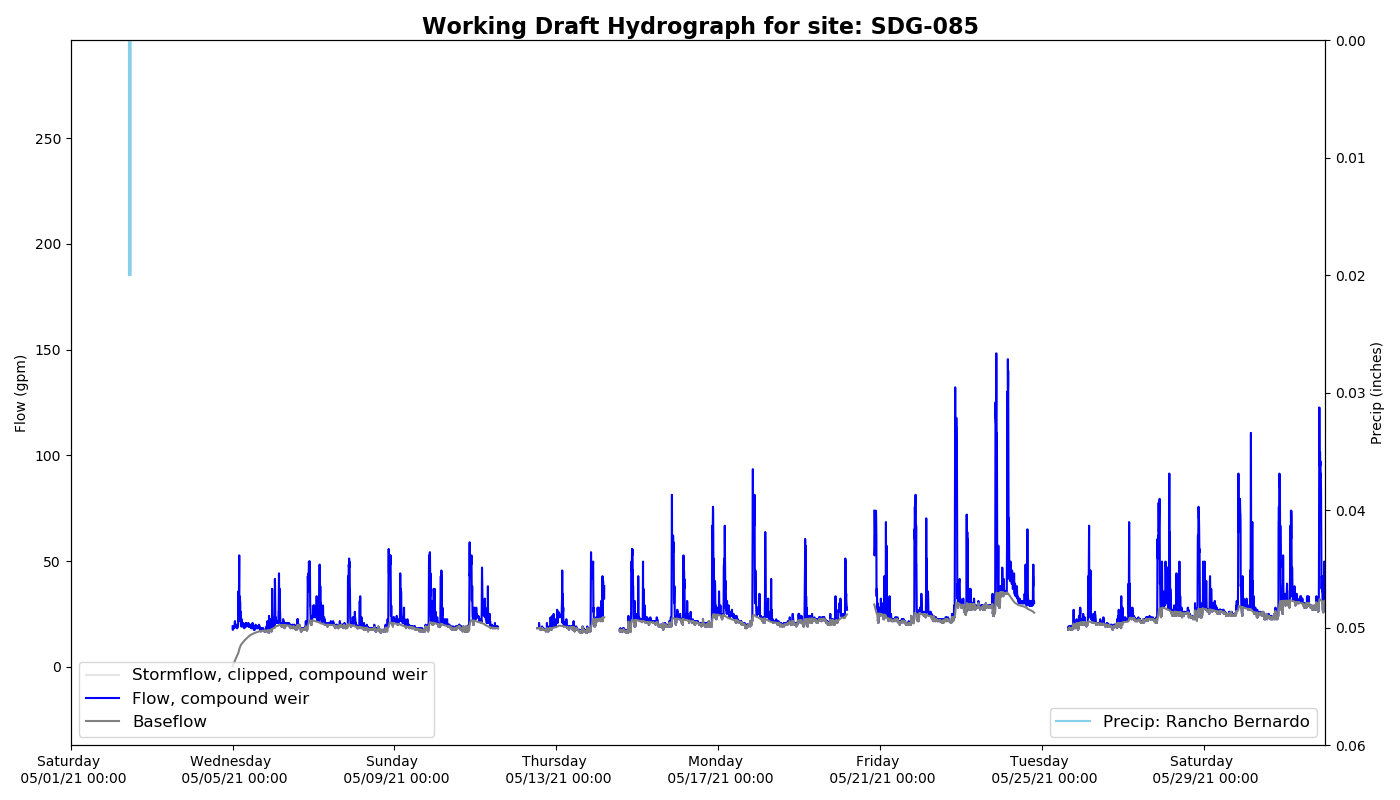 Working Draft Hydrograph for site: SDG-085
Flow (gpm)
250
200
150
100
50
0
Precip (inches)
0.00
0.01
0.02
0.03
0.04
0.05
0.06
Stormflow, clipped, compound weir
Flow, compound weir
Baseflow
Precip: Rancho Bernardo
Saturday
05/01/21 00:00
Wednesday
05/05/21 00:00
Sunday
05/09/21 00:00
Thursday
05/13/21 00:00
Monday
05/17/21 00:00
Friday
05/21/21 00:00
Tuesday
05/25/21 00:00
Saturday
05/29/21 00:00